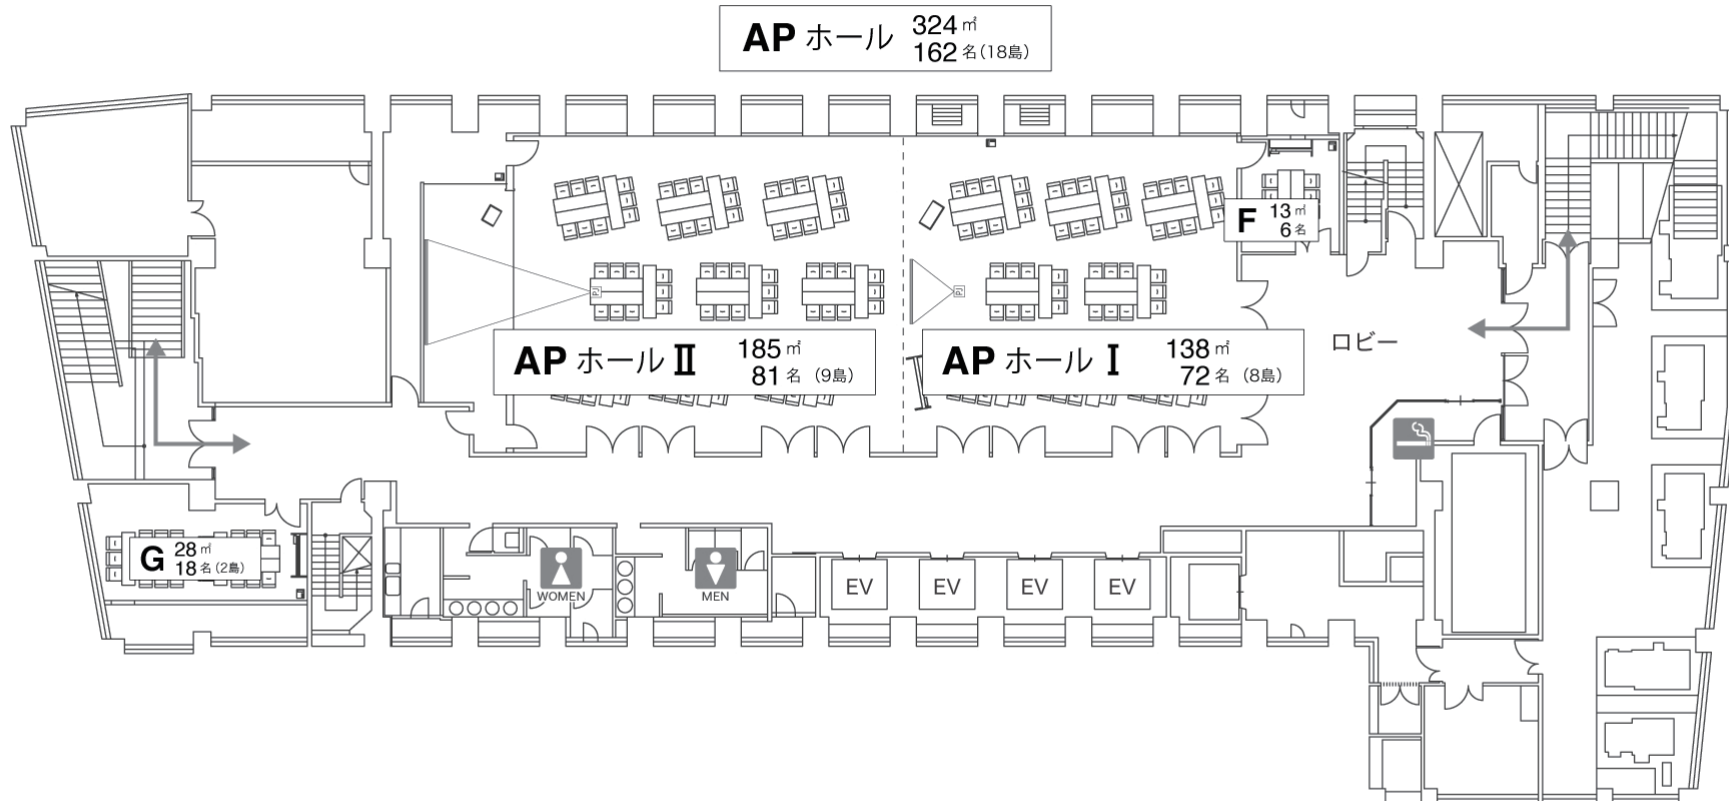 AP ホール 324㎡
162名(18島)
F 13㎡
6名
AP ホール Ⅱ 185㎡
81名(9島)
AP ホール Ⅰ 138㎡
72名(8島)
ロビー
PJ
PJ
G 28㎡
18名(2島)
WOMEN
MEN
EV
EV
EV
EV